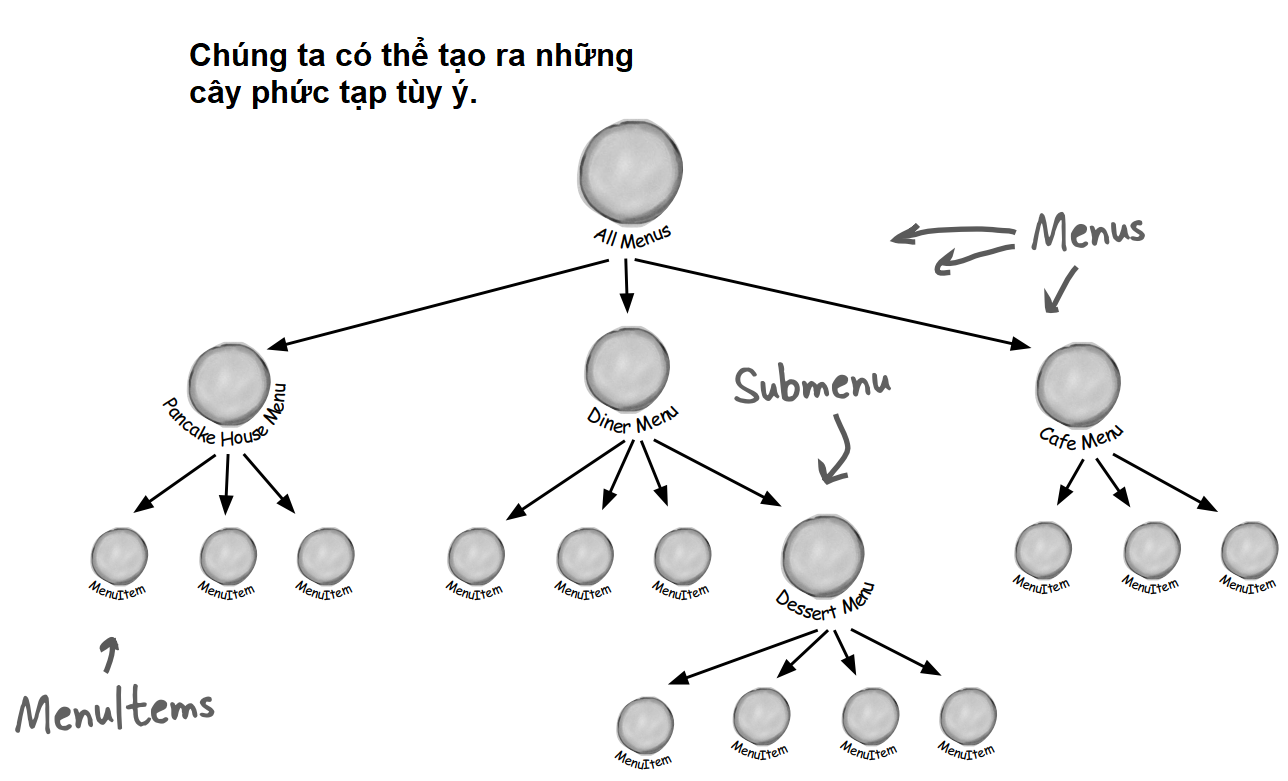 Chúng ta có thể tạo ra những
cây phức tạp tùy ý.
All Menus
Menus
Pancake House Menu
Diner Menu
Submenu
Cafe Menu
MenuItem
MenuItem
MenuItem
MenuItem
MenuItem
MenuItem
Dessert Menu
MenuItem
MenuItem
MenuItem
MenuItems
MenuItem
MenuItem
MenuItem
MenuItem